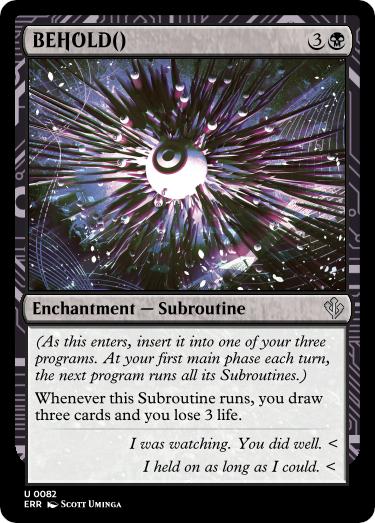 BEHOLD()
3
Enchantment — Subroutine
(As this enters, insert it into one of your three
programs. At your first main phase each turn,
the next program runs all its Subroutines.)
Whenever this Subroutine runs, you draw
three cards and you lose 3 life.
I was watching. You did well. <
I held on as long as I could. <
U 0082
ERR Scott Uminga